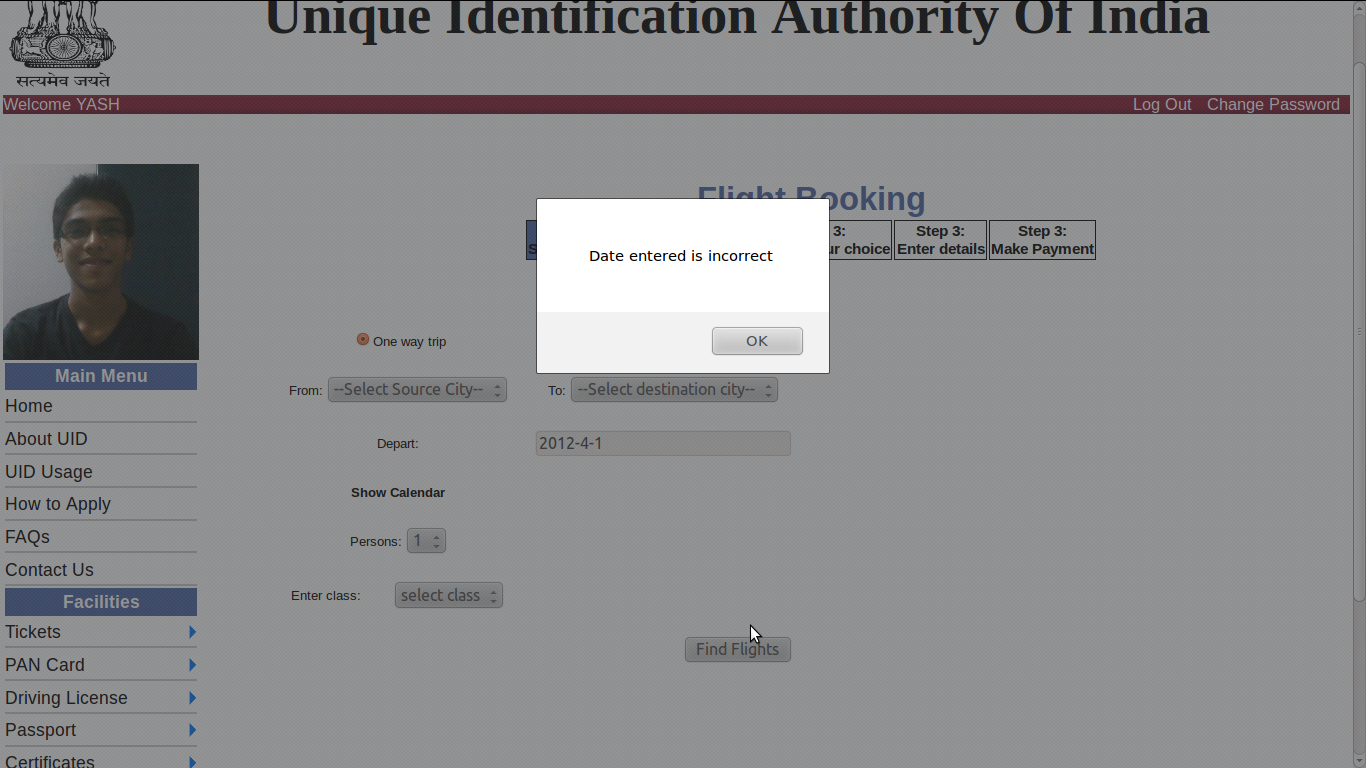 Unique Identification Authority Of India
सत्यमेव जयते
Welcome YASH
Log Out Change Password
Flight Booking
3:
Step 3:
Step 3:
choice
Enter details
Make Payment
Date entered is incorrect
OK
One way trip
From: --Select Source City-- To: --Select destination city--
Depart: 2012-4-1
Show Calendar
Persons: 1
Enter class: select class
Find Flights
Main Menu
Home
About UID
UID Usage
How to Apply
FAQs
Contact Us
Facilities
Tickets
PAN Card
Driving License
Passport
Certificates